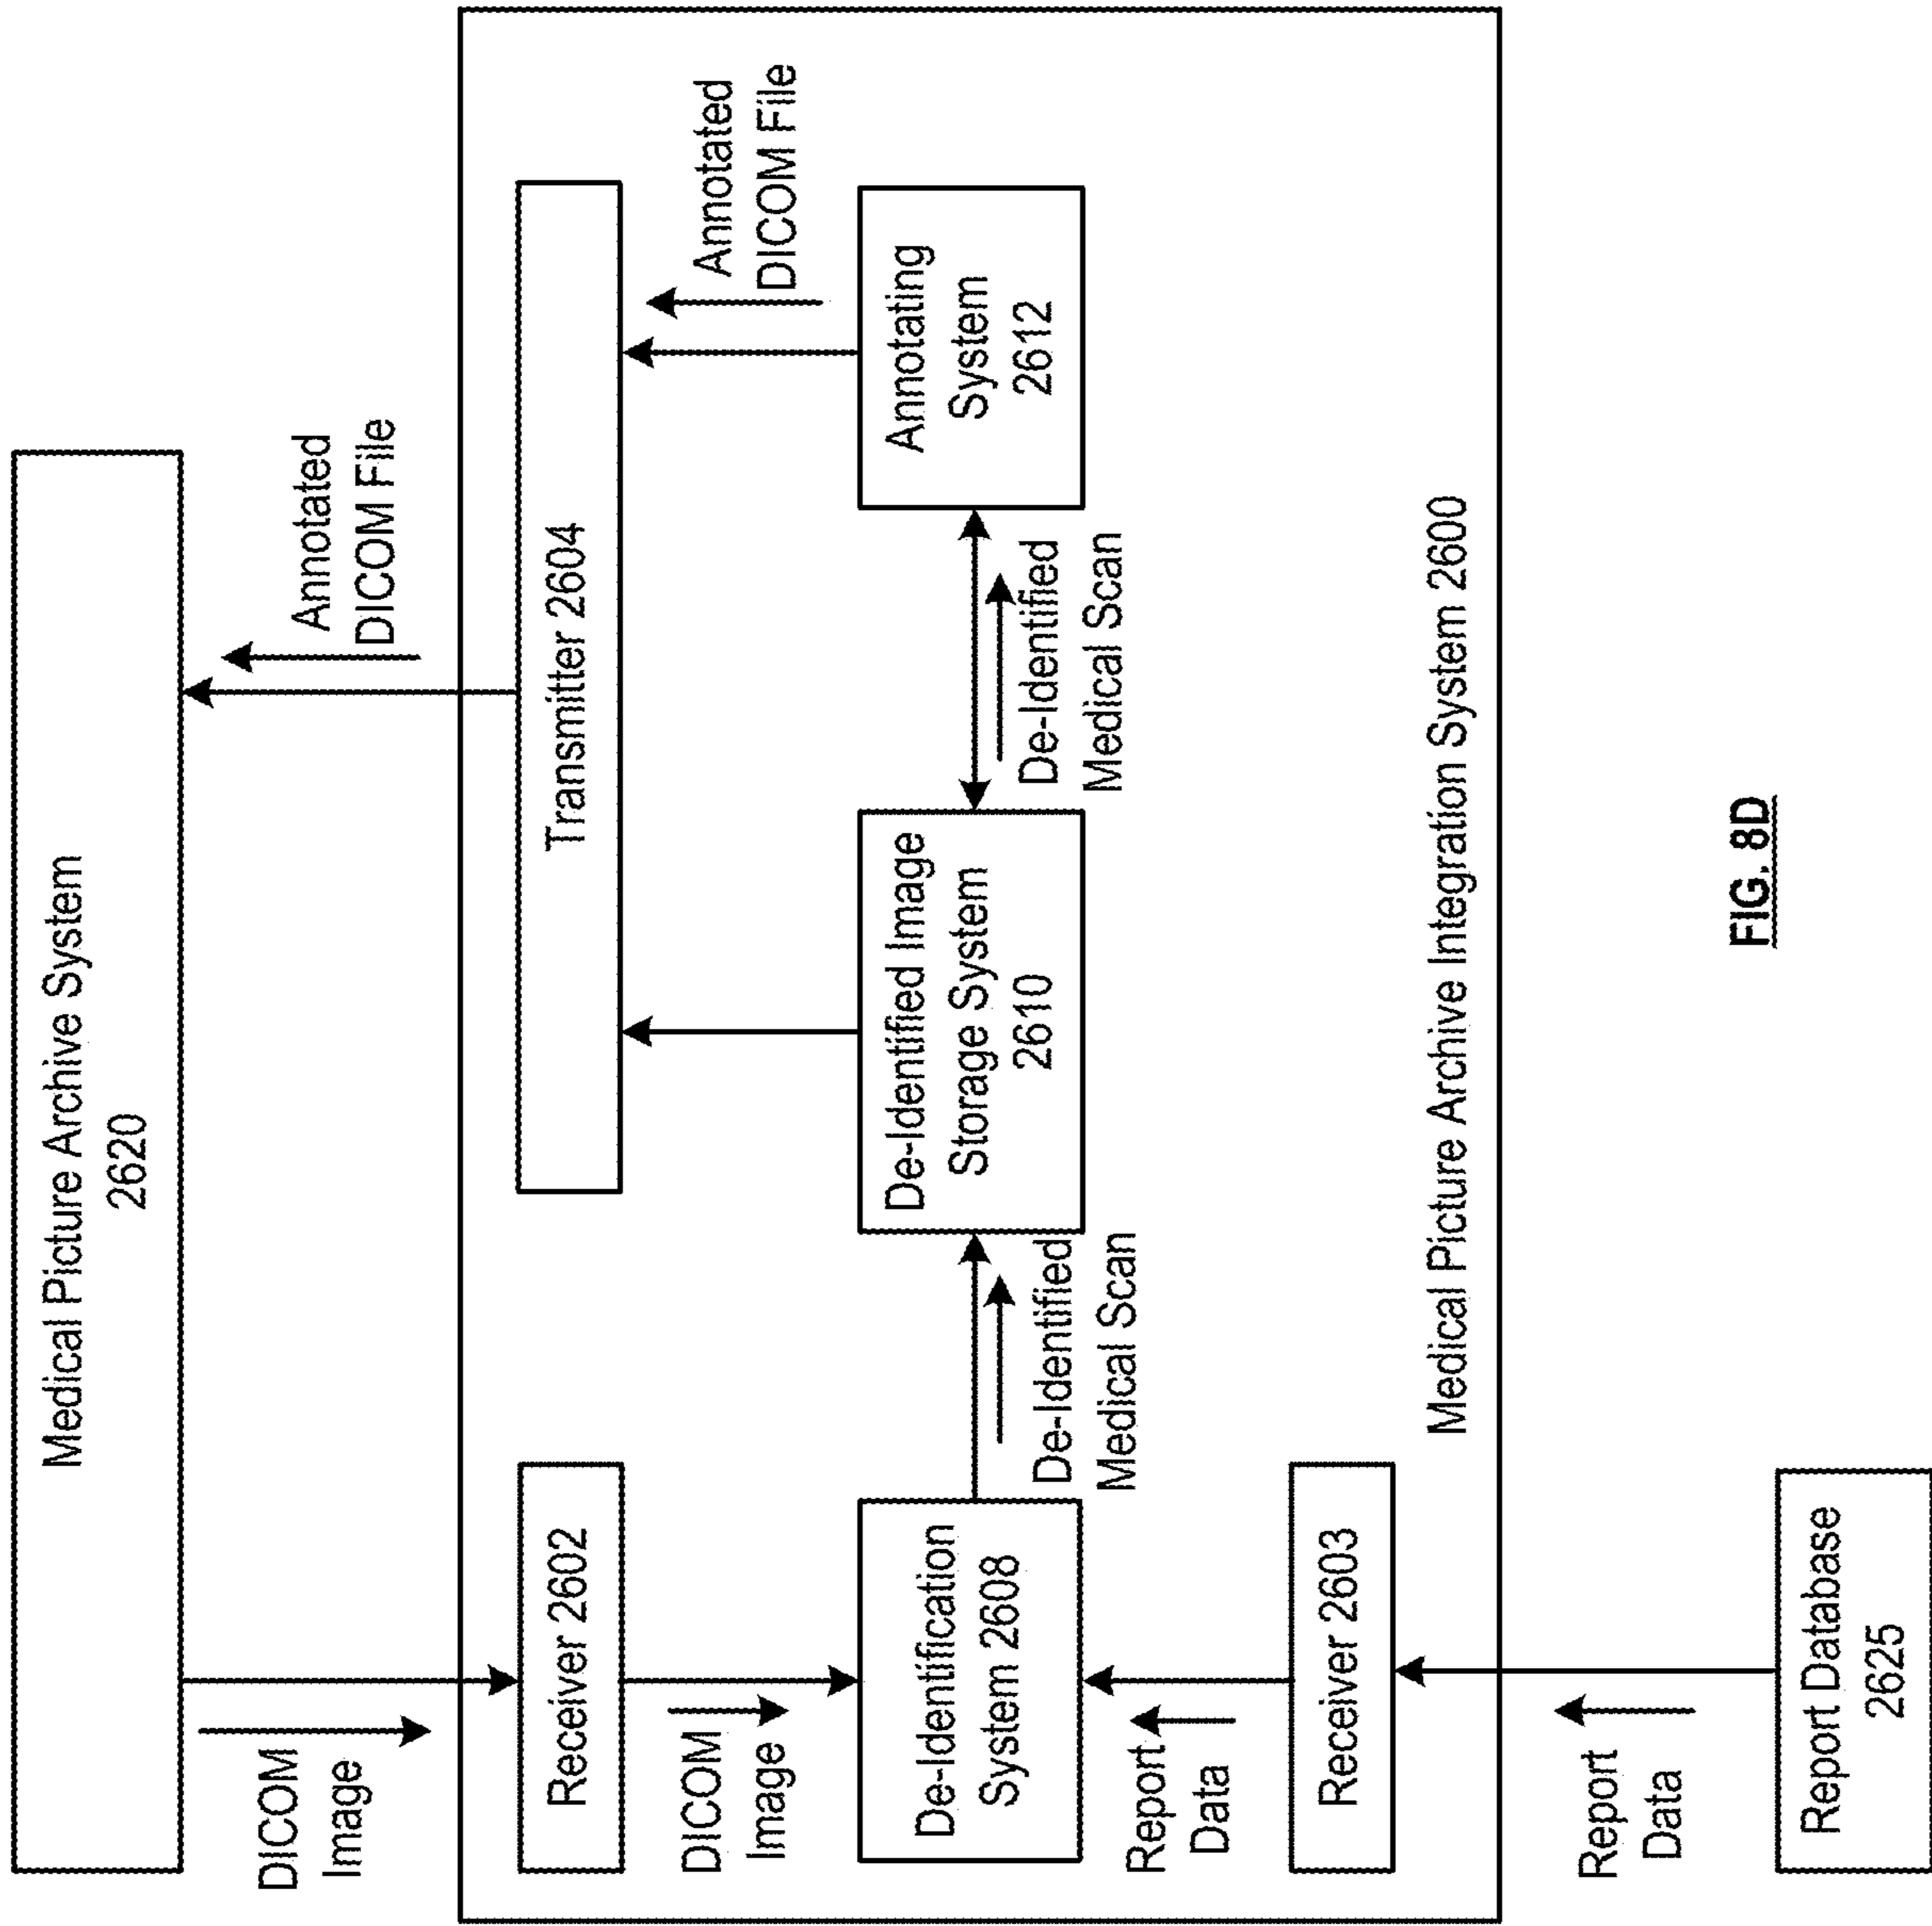 Medical Picture Archive System
2620
DICOM
Image
Annotated
DICOM File
Receiver 2602
Transmitter 2604
DICOM
Image
Annotated
DICOM File
De-Identification
System 2608
De-Identified Image
Storage System
2610
Annotating
System
2612
De-Identified
Medical Scan
De-Identified
Medical Scan
Report
Data
Receiver 2603
Medical Picture Archive Integration System 2600
Report
Data
Report Database
2625
FIG. 8D